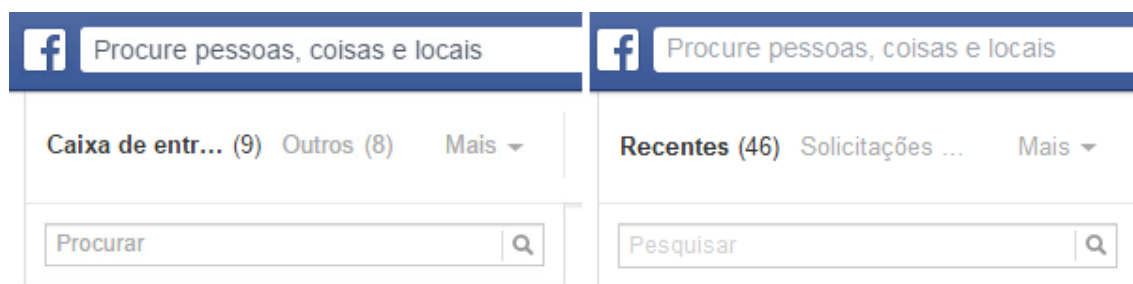 f Procure pessoas, coisas e locais
Caixa de entr... (9) Outros (8) Mais
Procurar
f Procure pessoas, coisas e locais
Recentes (46) Solicitações ... Mais
Pesquisar